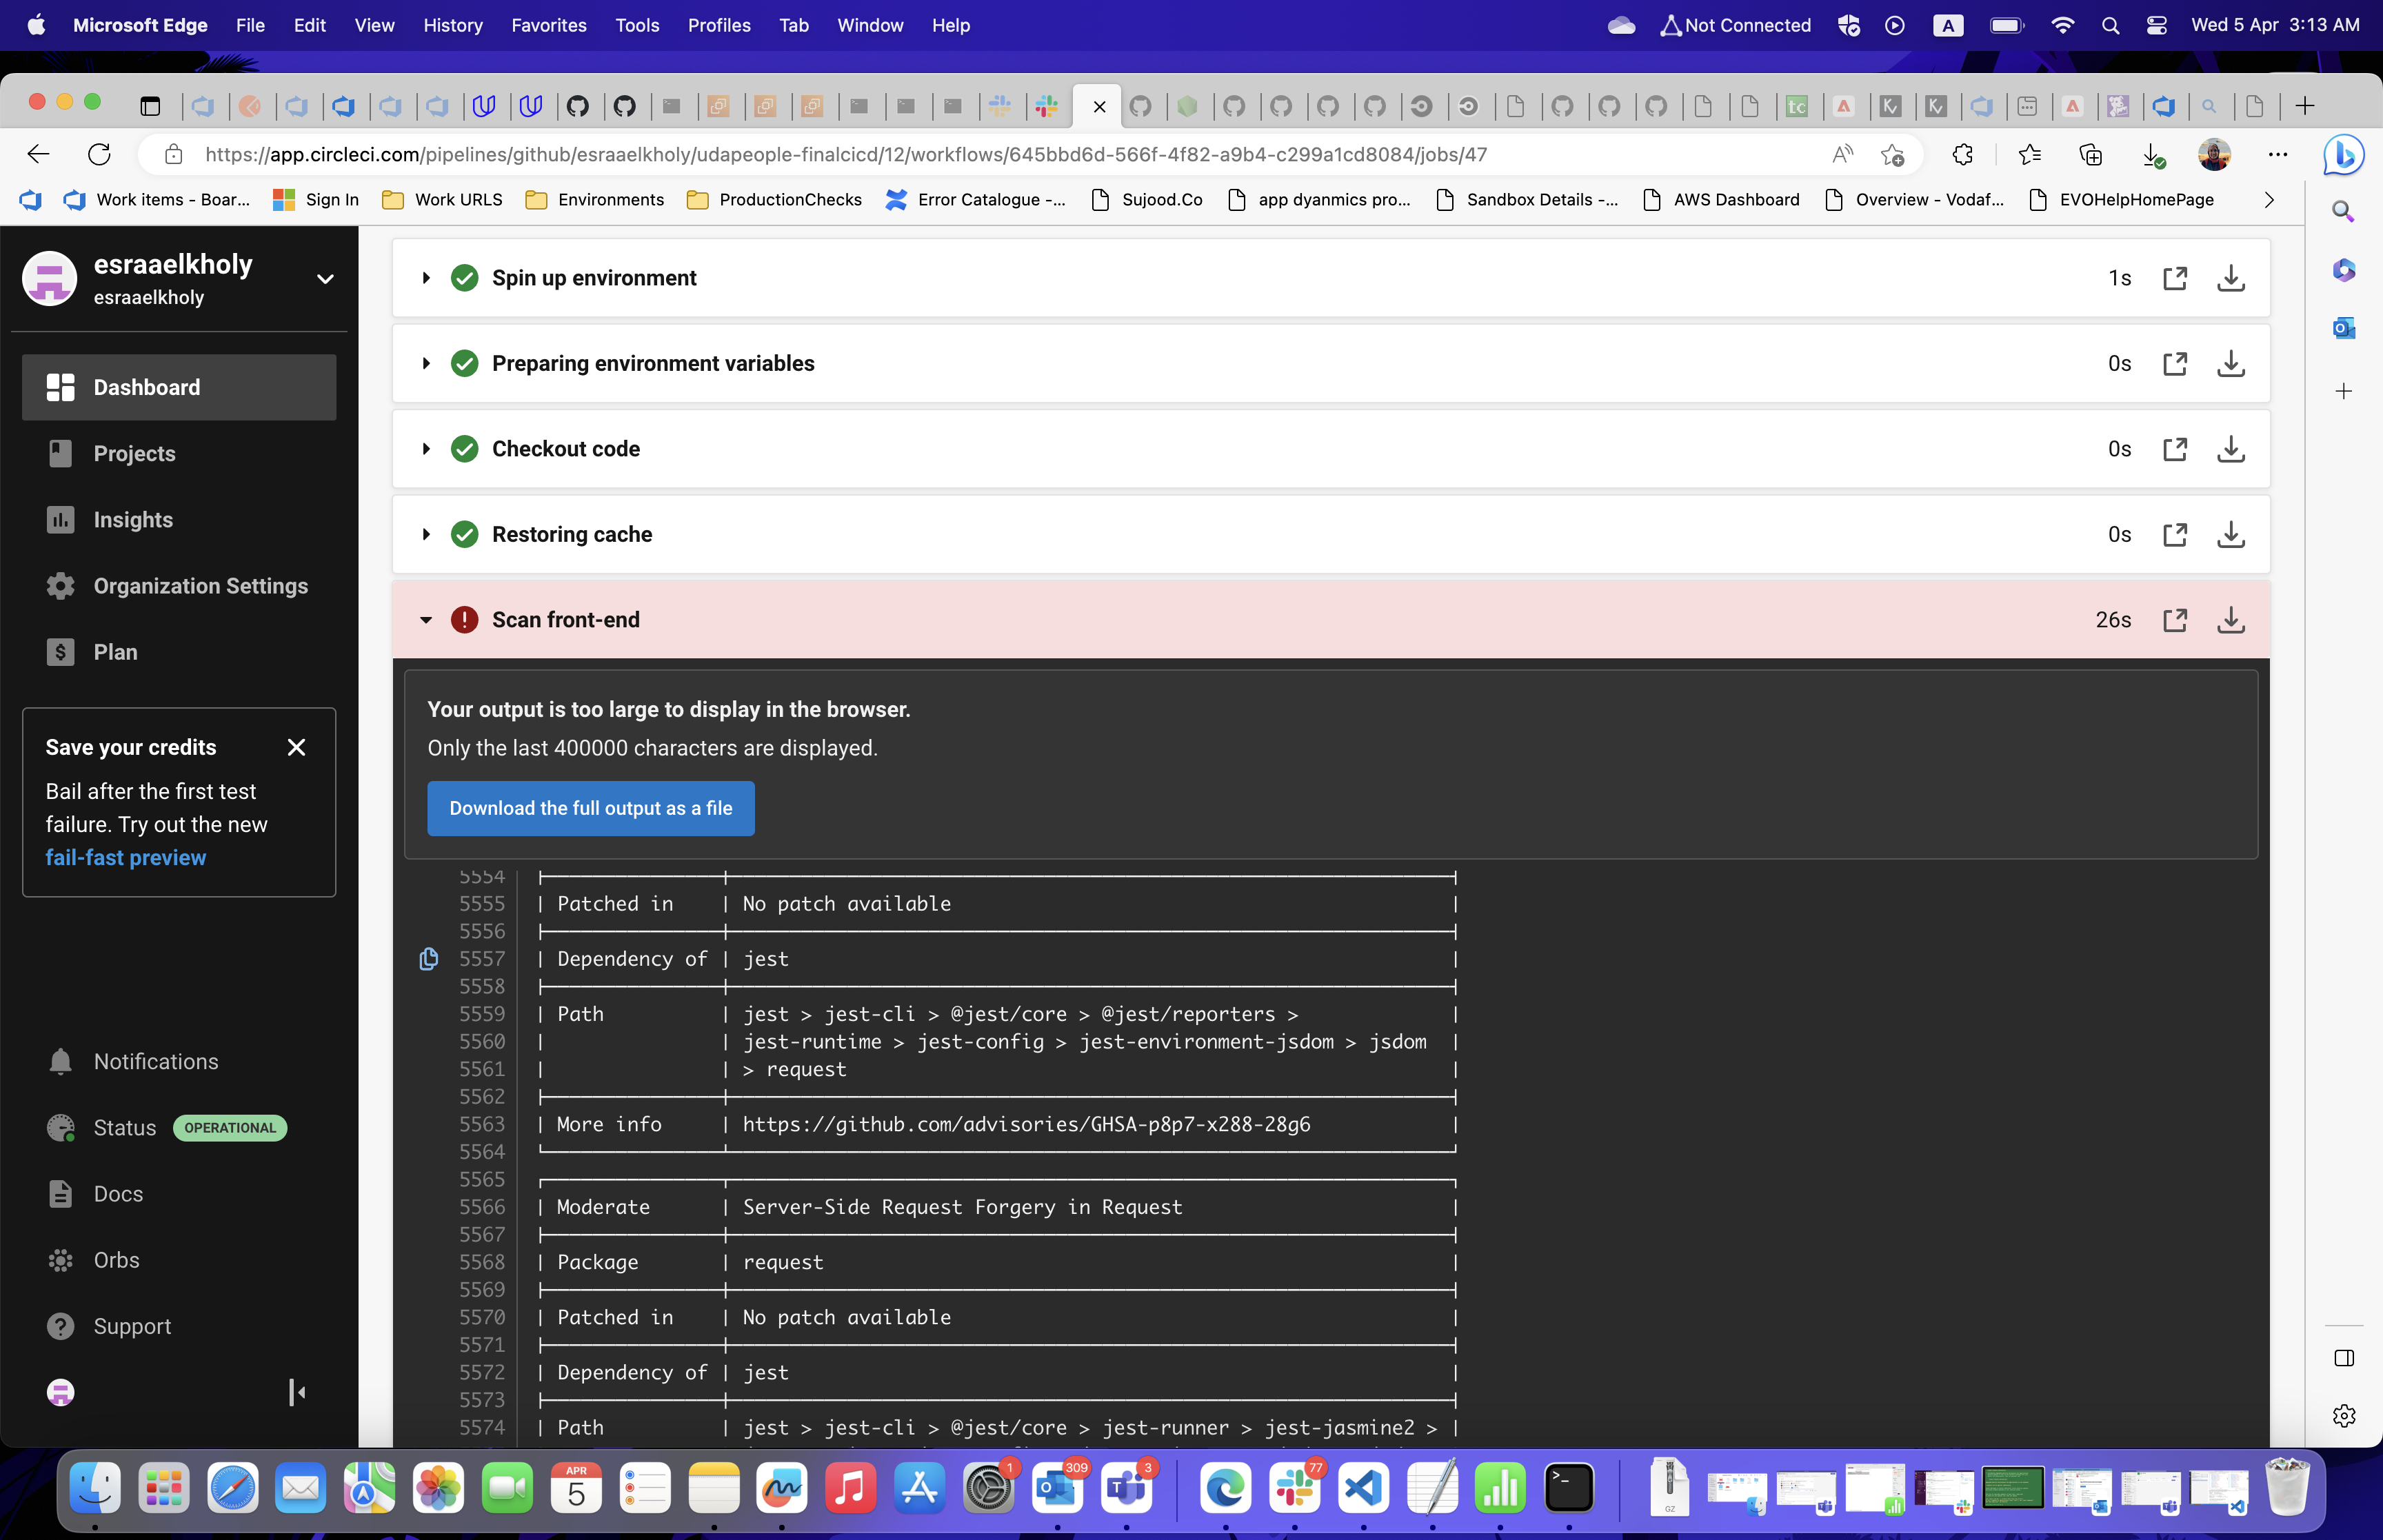 Microsoft Edge File Edit View History Favorites Tools Profiles Tab Window Help Not Connected A Wed 5 Apr 3:13 AM
https://app.circleci.com/pipelines/github/esraaelkholy/udapeople-finalcicd/12/workflows/645bbd6d-566f-4f82-a9b4-c299a1cd8084/jobs/47
Work items - Boar... Sign In Work URLS Environments ProductionChecks Error Catalogue -... Sujood.Co app dyanmics pro... Sandbox Details -... AWS Dashboard Overview - Vodaf... EVOHelpHomePage
esraaelkholy
esraaelkholy
Dashboard
Projects
Insights
Organization Settings
Plan
Save your credits
Bail after the first test
failure. Try out the new
fail-fast preview
Notifications
Status OPERATIONAL
Docs
Orbs
Support
Spin up environment 1s
Preparing environment variables 0s
Checkout code 0s
Restoring cache 0s
Scan front-end 26s
Your output is too large to display in the browser.
Only the last 400000 characters are displayed.
Download the full output as a file
5554
5555 | Patched in | No patch available |
5556
5557 | Dependency of | jest |
5558
5559 | Path | jest > jest-cli > @jest/core > @jest/reporters > |
5560 | | jest-runtime > jest-config > jest-environment-jsdom > jsdom |
5561 | | > request |
5562
5563 | More info | https://github.com/advisories/GHSA-p8p7-x288-28g6 |
5564
5565
5566 | Moderate | Server-Side Request Forgery in Request |
5567
5568 | Package | request |
5569
5570 | Patched in | No patch available |
5571
5572 | Dependency of | jest |
5573
5574 | Path | jest > jest-cli > @jest/core > jest-runner > jest-jasmine2 > |
APR
5
1
309
3
77
GZ